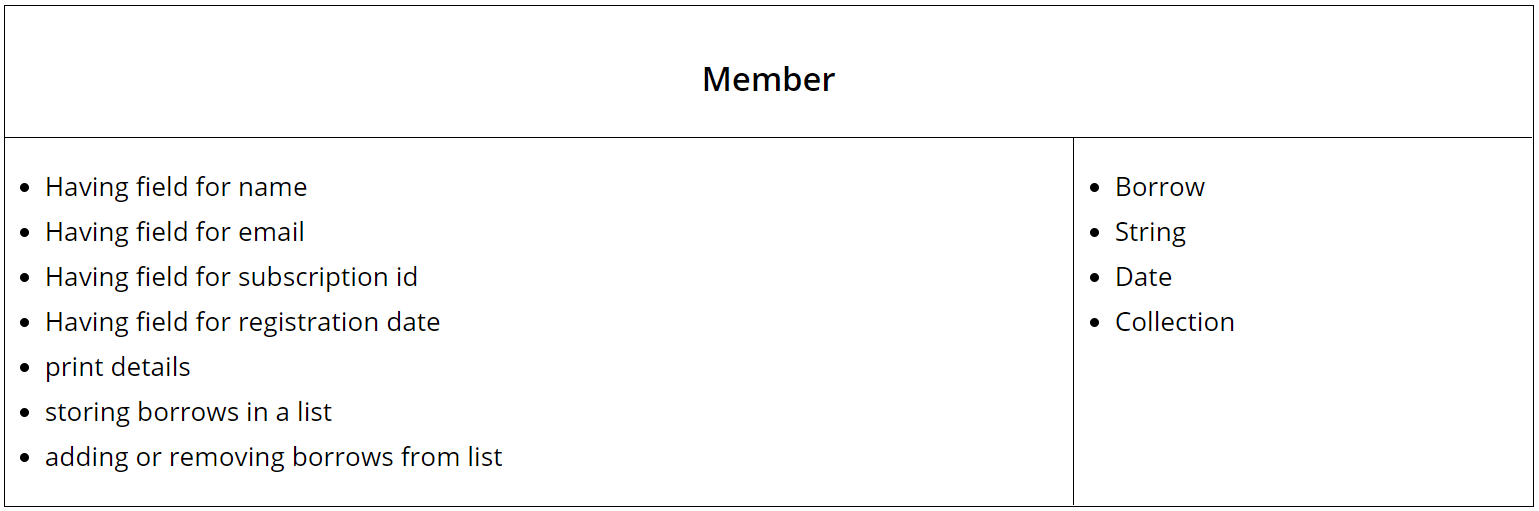 Member
Having field for name
Having field for email
Having field for subscription id
Having field for registration date
print details
storing borrows in a list
adding or removing borrows from list
Borrow
String
Date
Collection